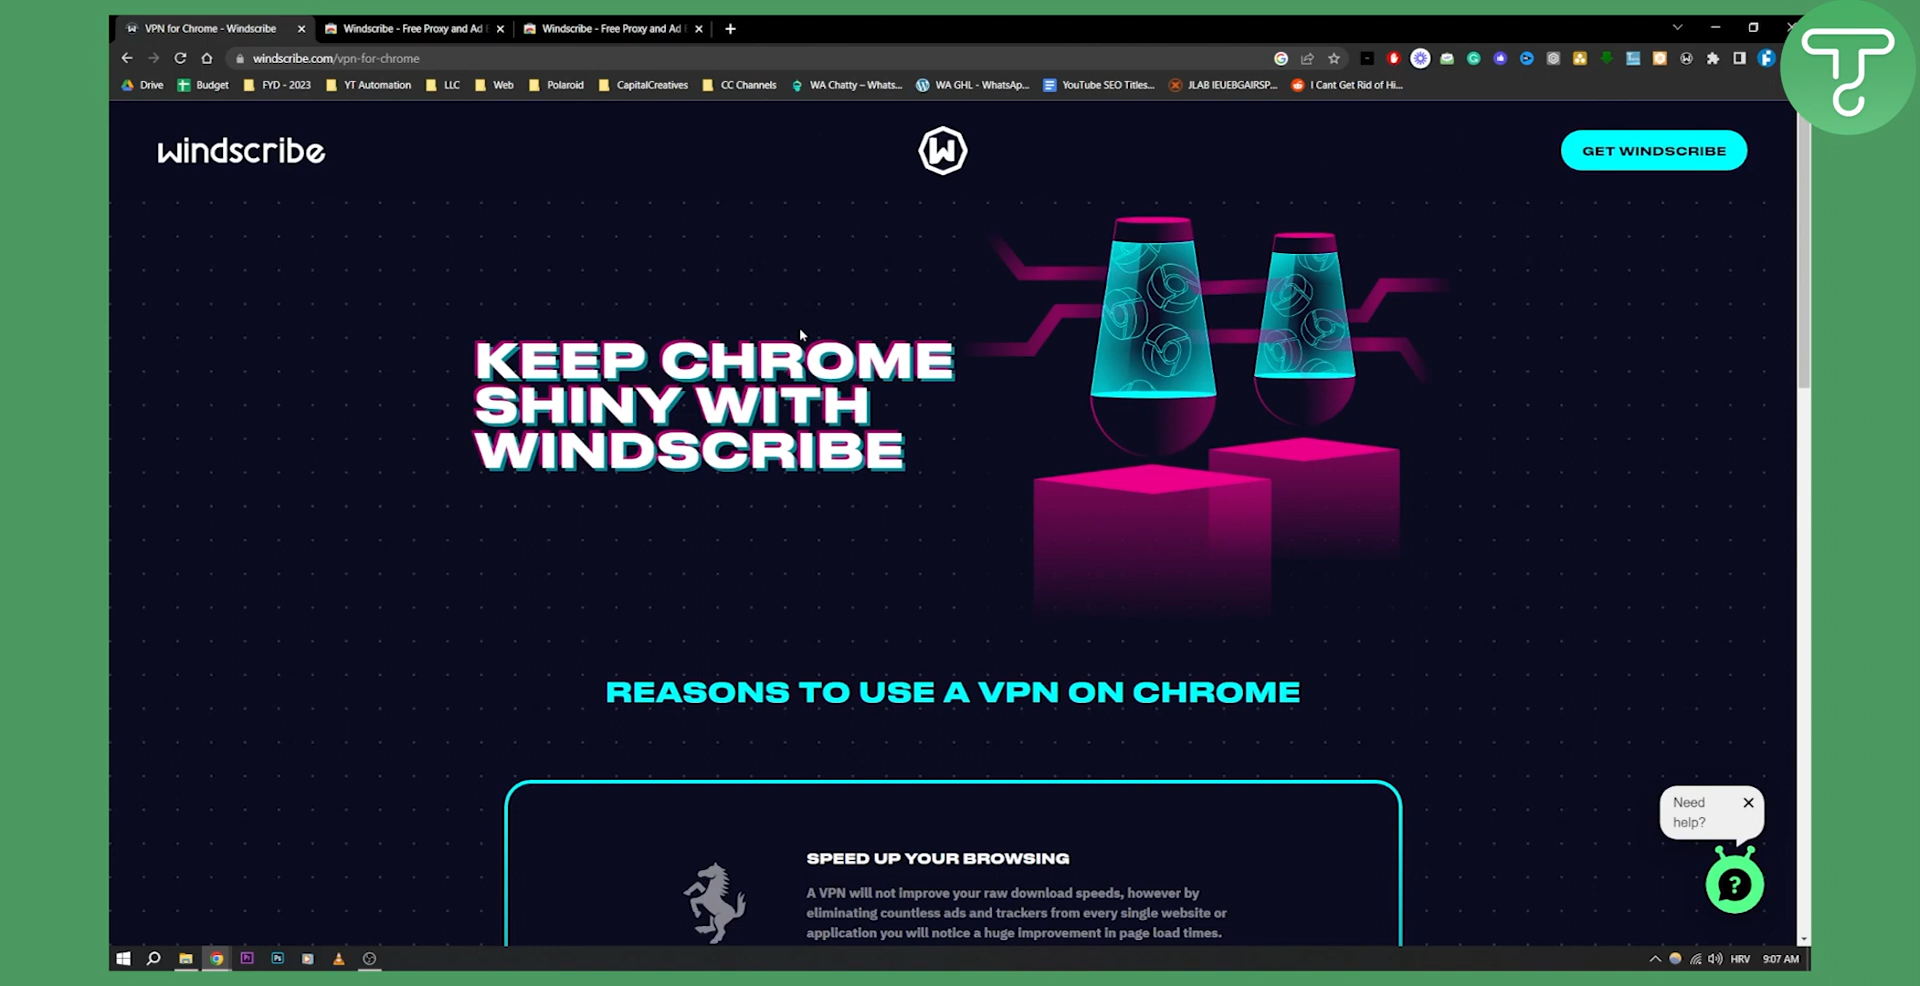 VPN for Chrome - Windscribe
Windscribe - Free Proxy and Ad
Windscribe - Free Proxy and Ad
windscribe.com/vpn-for-chrome
Drive
Budget
FYD - 2023
YT Automation
LLC
Web
Polaroid
CapitalCreatives
CC Channels
WA Chatty – Whats...
WA GHL - WhatsAp...
YouTube SEO Titles...
JLAB IEUEBGAIRSP...
I Cant Get Rid of Hi...
windscribe
W
GET WINDSCRIBE
KEEP CHROME
SHINY WITH
WINDSCRIBE
REASONS TO USE A VPN ON CHROME
SPEED UP YOUR BROWSING
A VPN will not improve your raw download speeds, however by
eliminating countless ads and trackers from every single website or
application you will notice a huge improvement in page load times.
Need
help?
?
Pr
Ps
HRV
9:07 AM